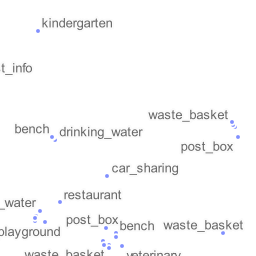 kindergarten
t_info
waste_basket
bench drinking_water
post_box
car_sharing
restaurant
_water
post_box bench waste_basket
playground
waste_basket veterinary